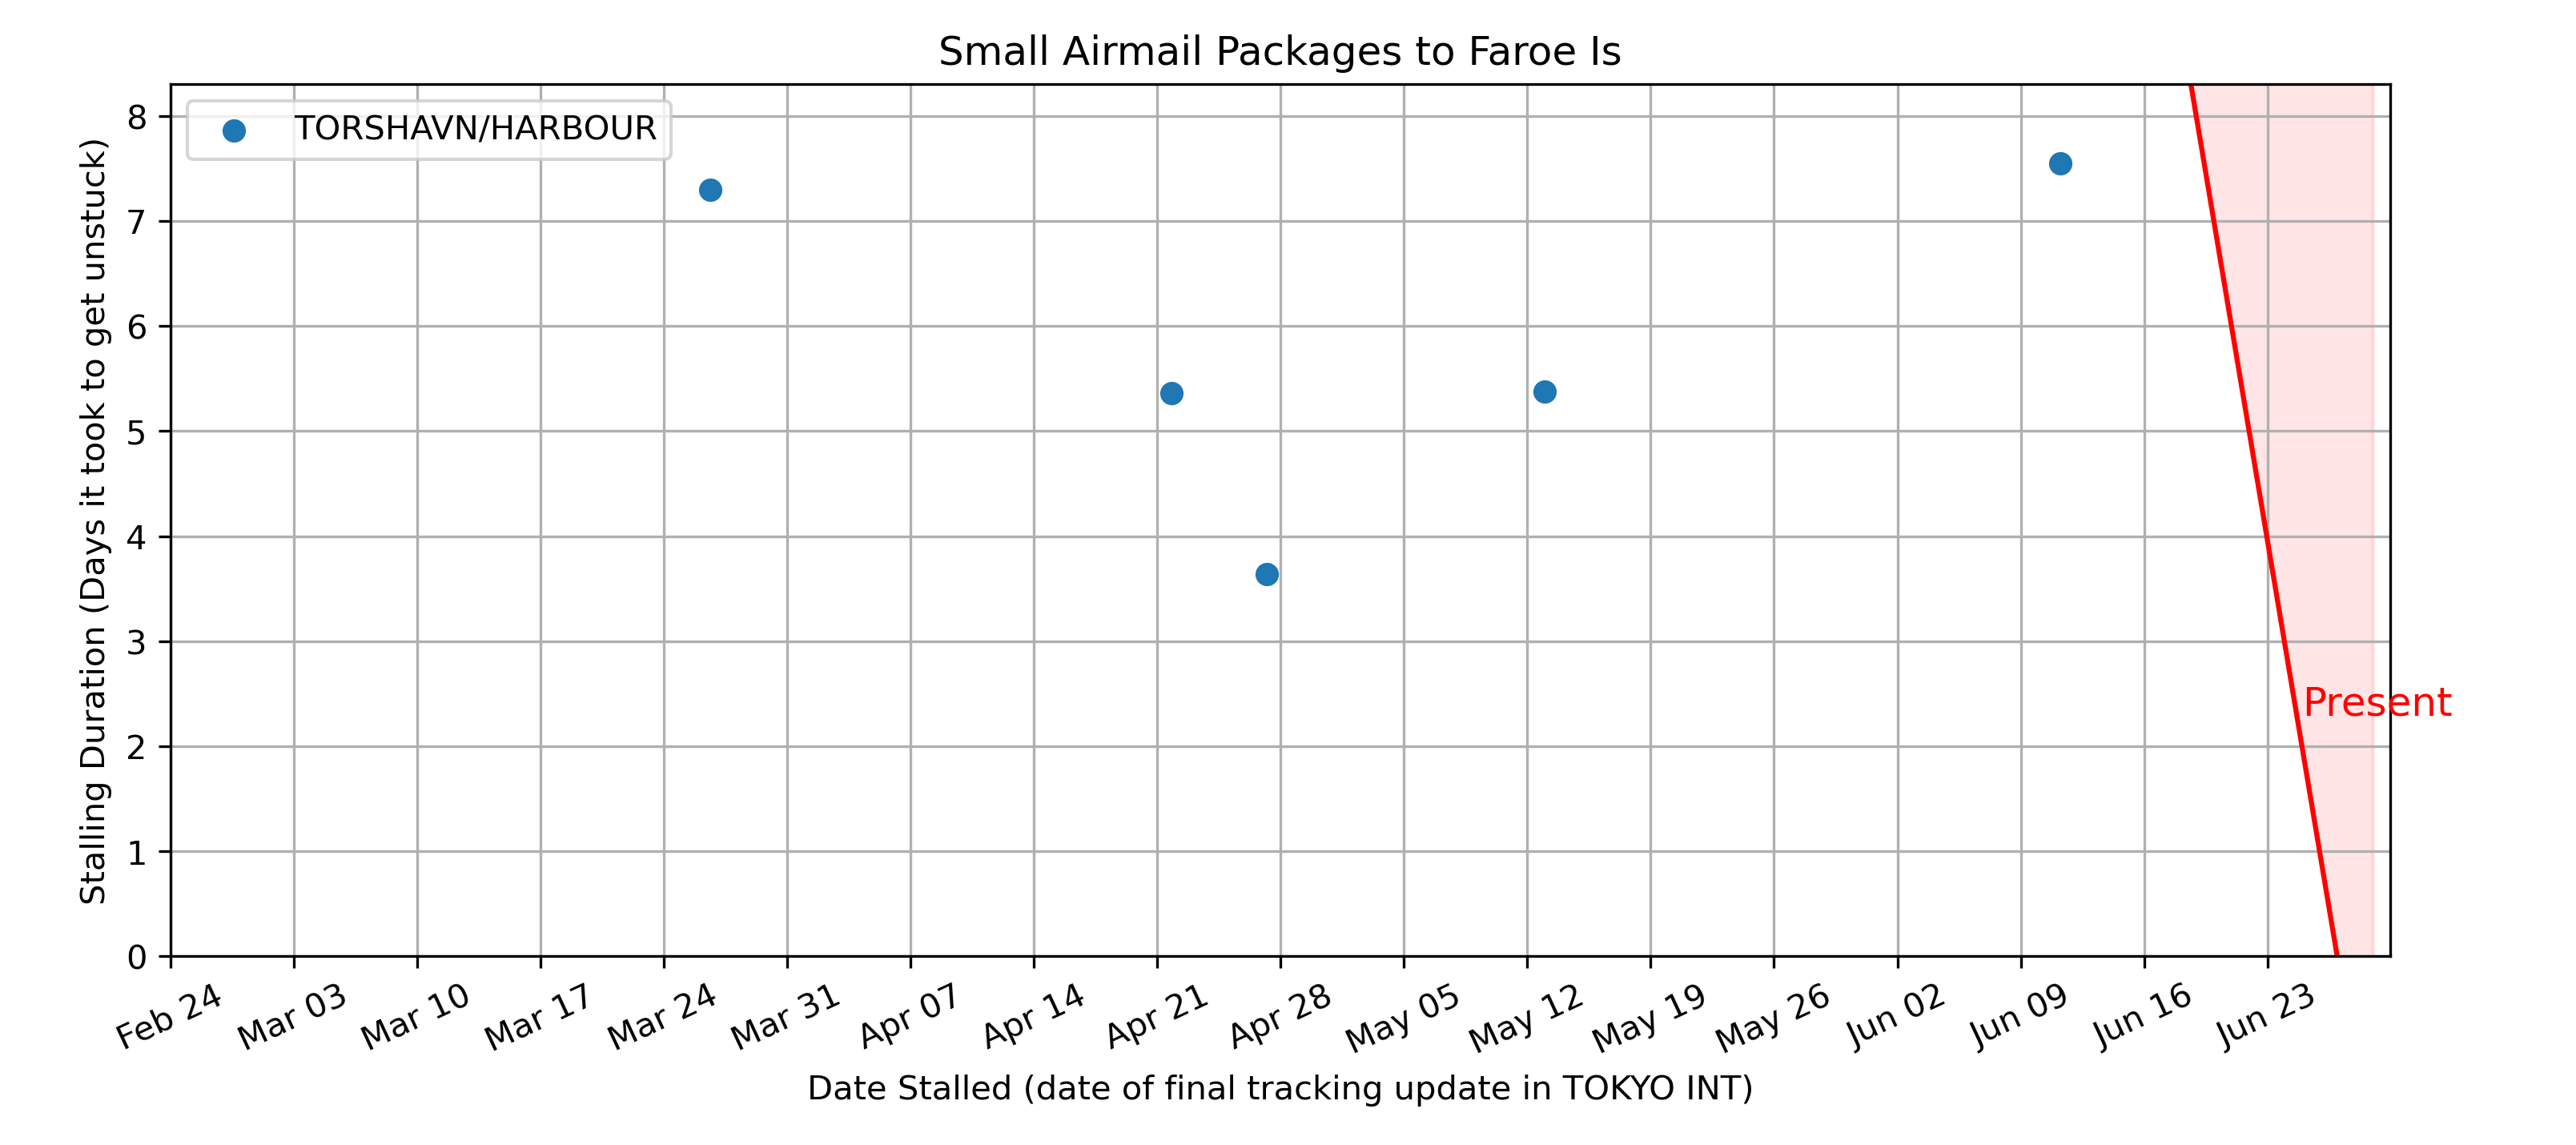 Small Airmail Packages to Faroe Is
TORSHAVN/HARBOUR
Stalling Duration (Days it took to get unstuck)
8
7
6
5
4
3
2
1
0
Present
Feb 24 Mar 03 Mar 10 Mar 17 Mar 24 Mar 31 Apr 07 Apr 14 Apr 21 Apr 28 May 05 May 12 May 19 May 26 Jun 02 Jun 09 Jun 16 Jun 23
Date Stalled (date of final tracking update in TOKYO INT)